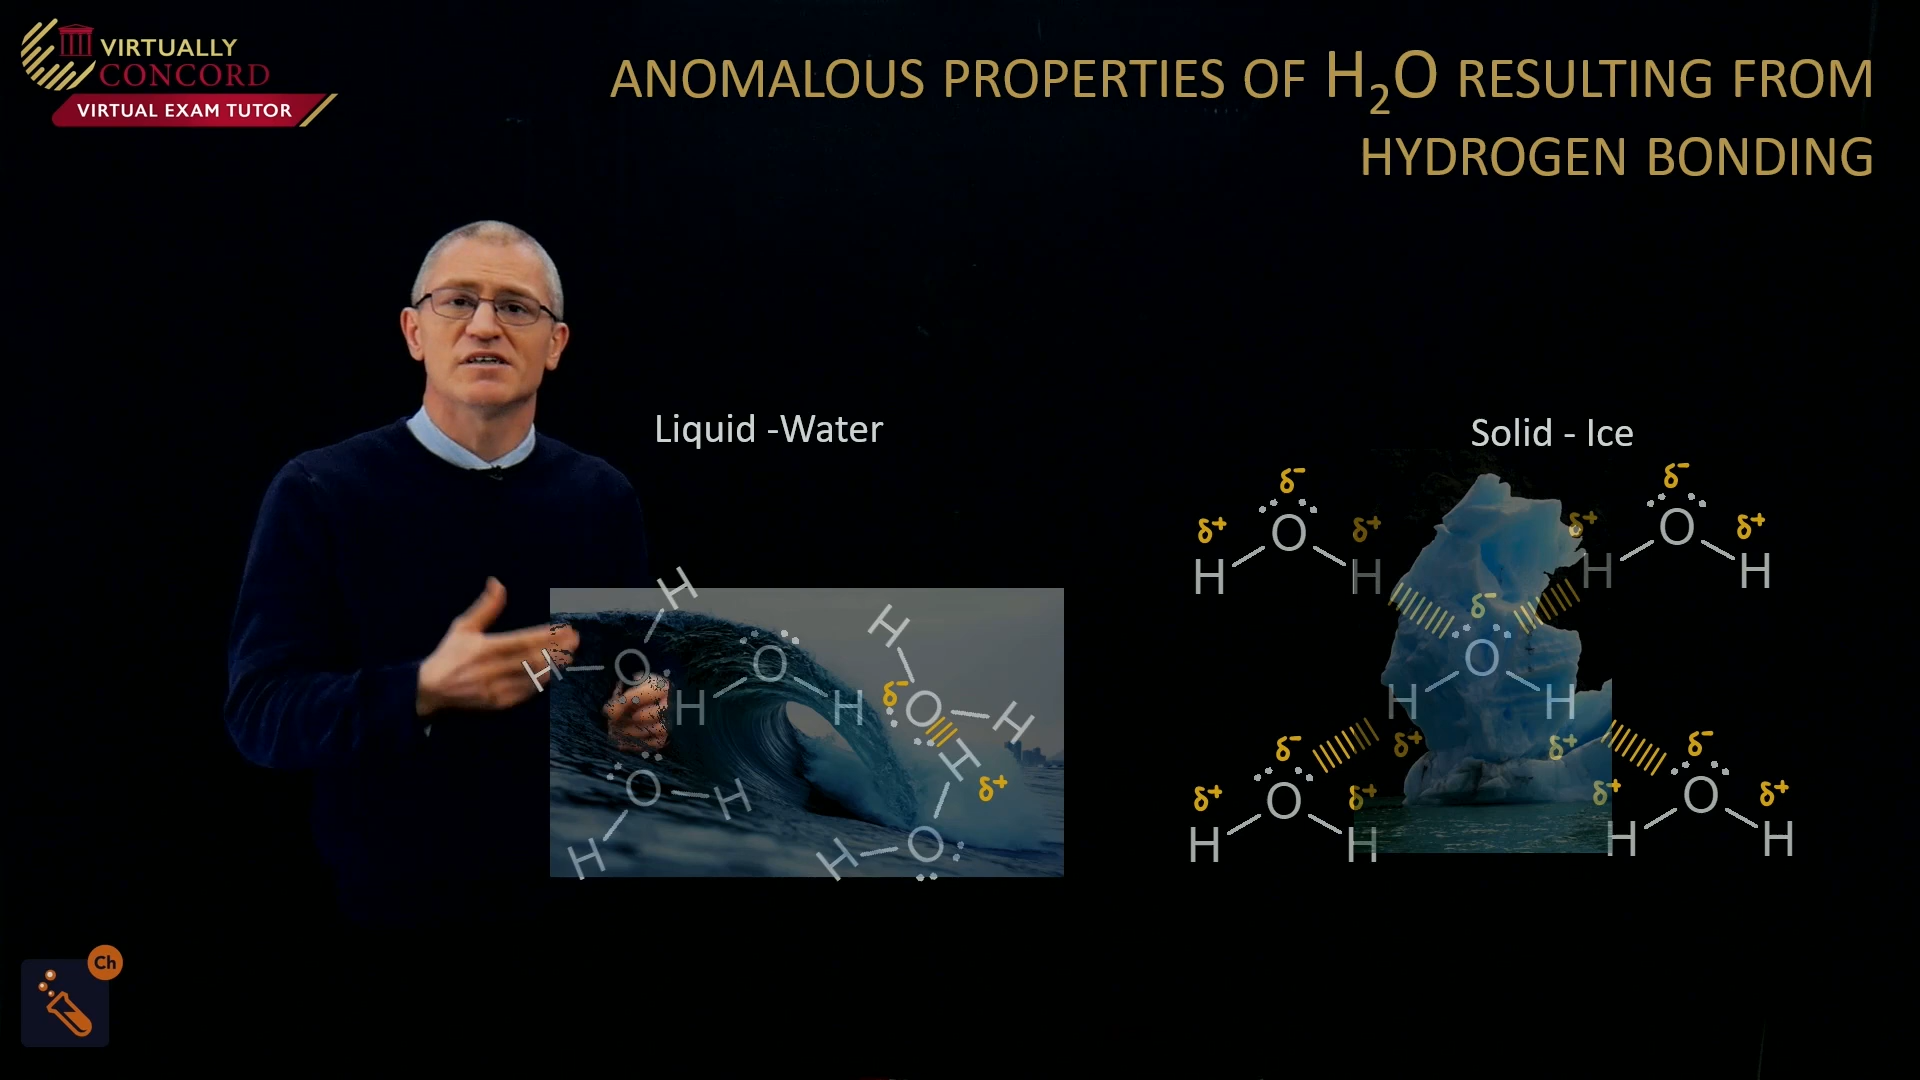 VIRTUALLY
CONCORD
VIRTUAL EXAM TUTOR
ANOMALOUS PROPERTIES OF H₂O RESULTING FROM
HYDROGEN BONDING
Liquid -Water
Solid - Ice
δ⁻ δ⁻
δ⁺ O δ⁺ δ⁺ O δ⁺
H H H H
H
H O
H O H
H
δ⁻ O H
H
δ⁺
O H
H
H O
δ⁻
O
H H
δ⁺ δ⁺
δ⁻ δ⁻
δ⁺ O δ⁺ δ⁺ O δ⁺
H H H H
Ch